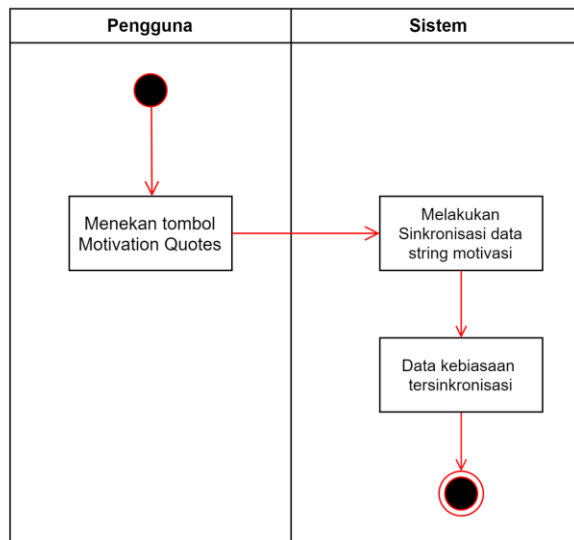 Pengguna
Sistem
Menekan tombol
Motivation Quotes
Melakukan
Sinkronisasi data
string motivasi
Data kebiasaan
tersinkronisasi